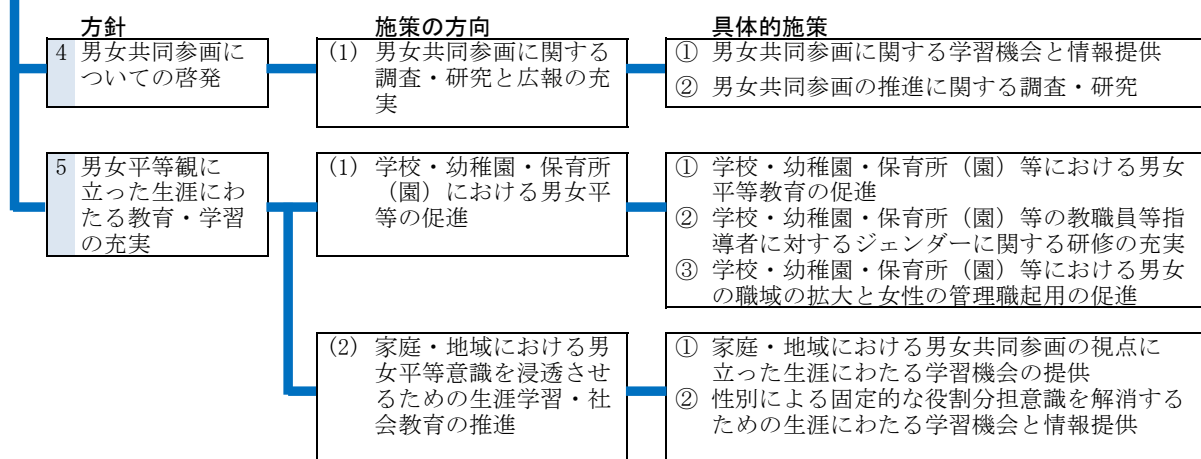 方針 施策の方向 具体的施策
4 男女共同参画に
ついての啓発
(1) 男女共同参画に関する
調査・研究と広報の充
実
① 男女共同参画に関する学習機会と情報提供
② 男女共同参画の推進に関する調査・研究
5 男女平等観に
立った生涯にわ
たる教育・学習
の充実
(1) 学校・幼稚園・保育所
(園)における男女平
等の促進
① 学校・幼稚園・保育所(園)等における男女
平等教育の促進
② 学校・幼稚園・保育所(園)等の教職員等指
導者に対するジェンダーに関する研修の充実
③ 学校・幼稚園・保育所(園)等における男女
の職域の拡大と女性の管理職起用の促進
(2) 家庭・地域における男
女平等意識を浸透させ
るための生涯学習・社
会教育の推進
① 家庭・地域における男女共同参画の視点に
立った生涯にわたる学習機会の提供
② 性別による固定的な役割分担意識を解消する
ための生涯にわたる学習機会と情報提供